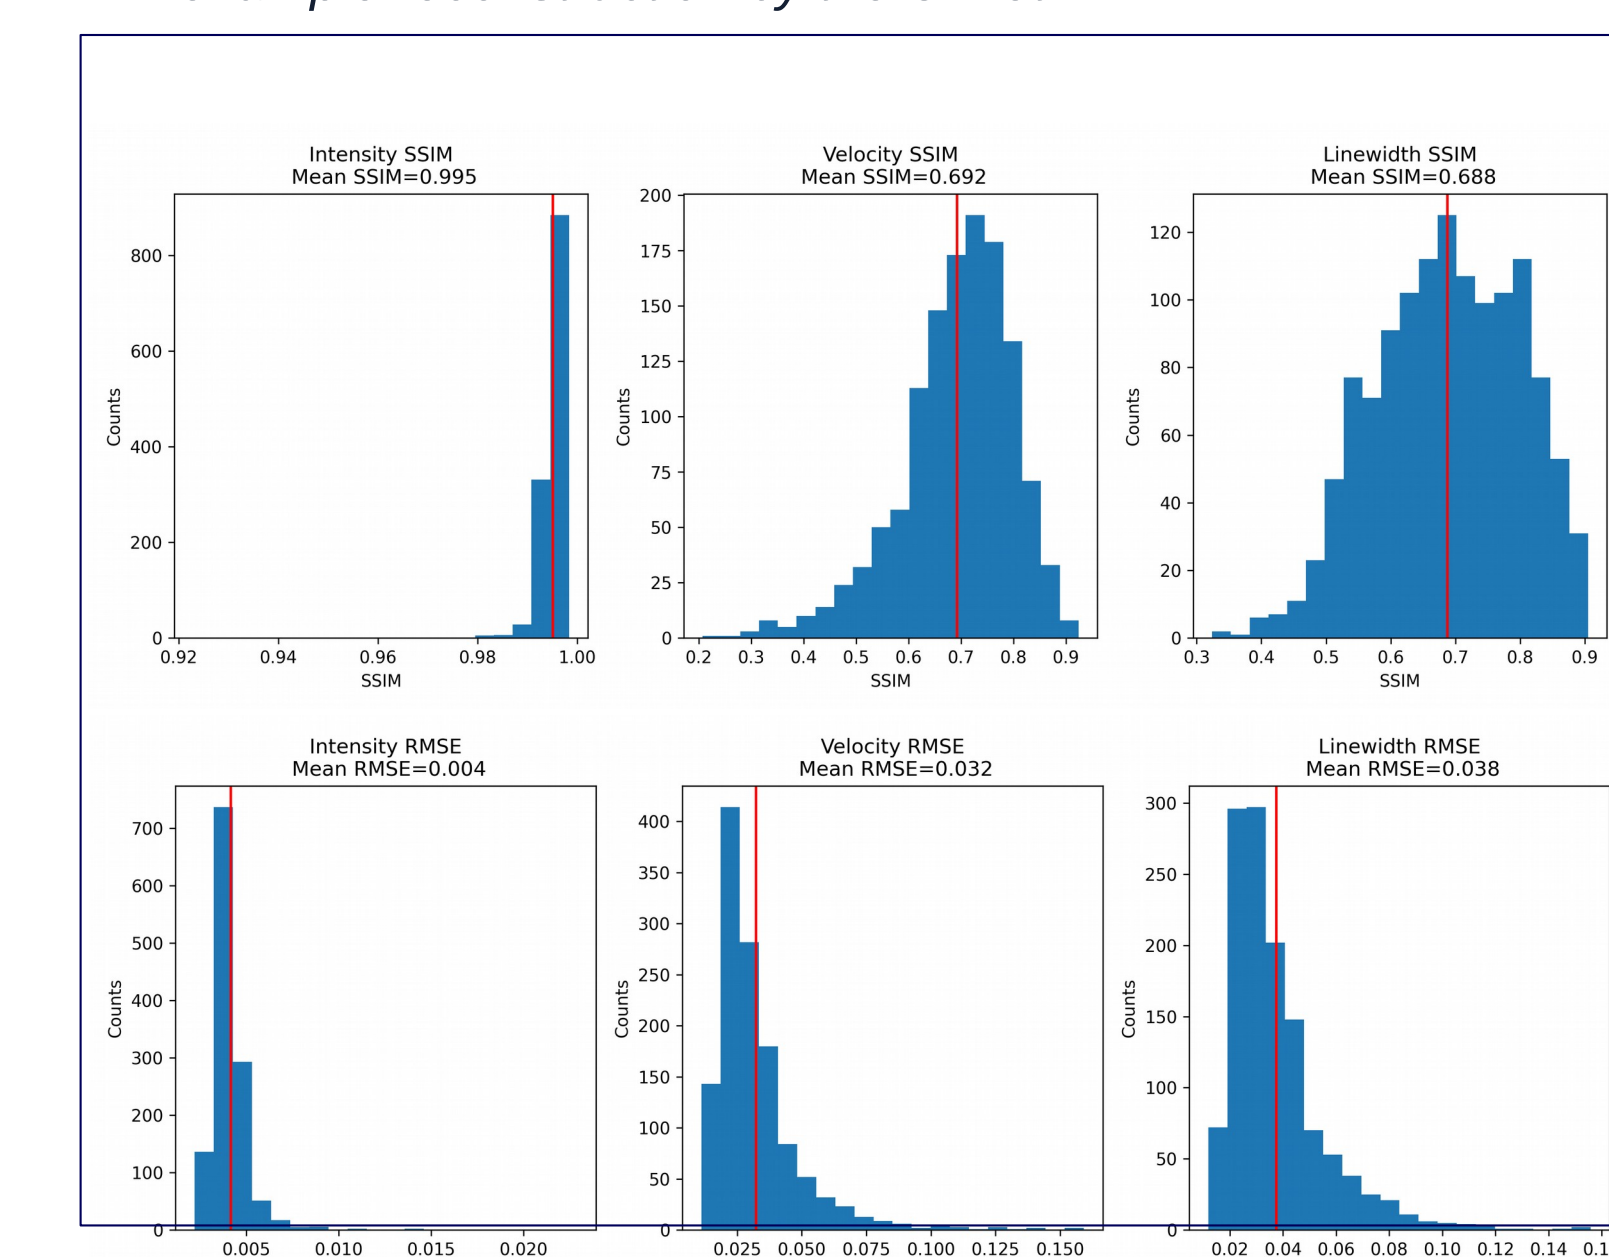 Intensity SSIM
Mean SSIM=0.995
Velocity SSIM
Mean SSIM=0.692
Linewidth SSIM
Mean SSIM=0.688
Counts
800
600
400
200
0
0.92 0.94 0.96 0.98 1.00
SSIM
Counts
200
175
150
125
100
75
50
25
0
0.2 0.3 0.4 0.5 0.6 0.7 0.8 0.9
SSIM
Counts
120
100
80
60
40
20
0
0.3 0.4 0.5 0.6 0.7 0.8 0.9
SSIM
Intensity RMSE
Mean RMSE=0.004
Velocity RMSE
Mean RMSE=0.032
Linewidth RMSE
Mean RMSE=0.038
Counts
700
600
500
400
300
200
100
0
0.005 0.010 0.015 0.020
Counts
400
350
300
250
200
150
100
50
0
0.025 0.050 0.075 0.100 0.125 0.150
Counts
300
250
200
150
100
50
0
0.02 0.04 0.06 0.08 0.10 0.12 0.14